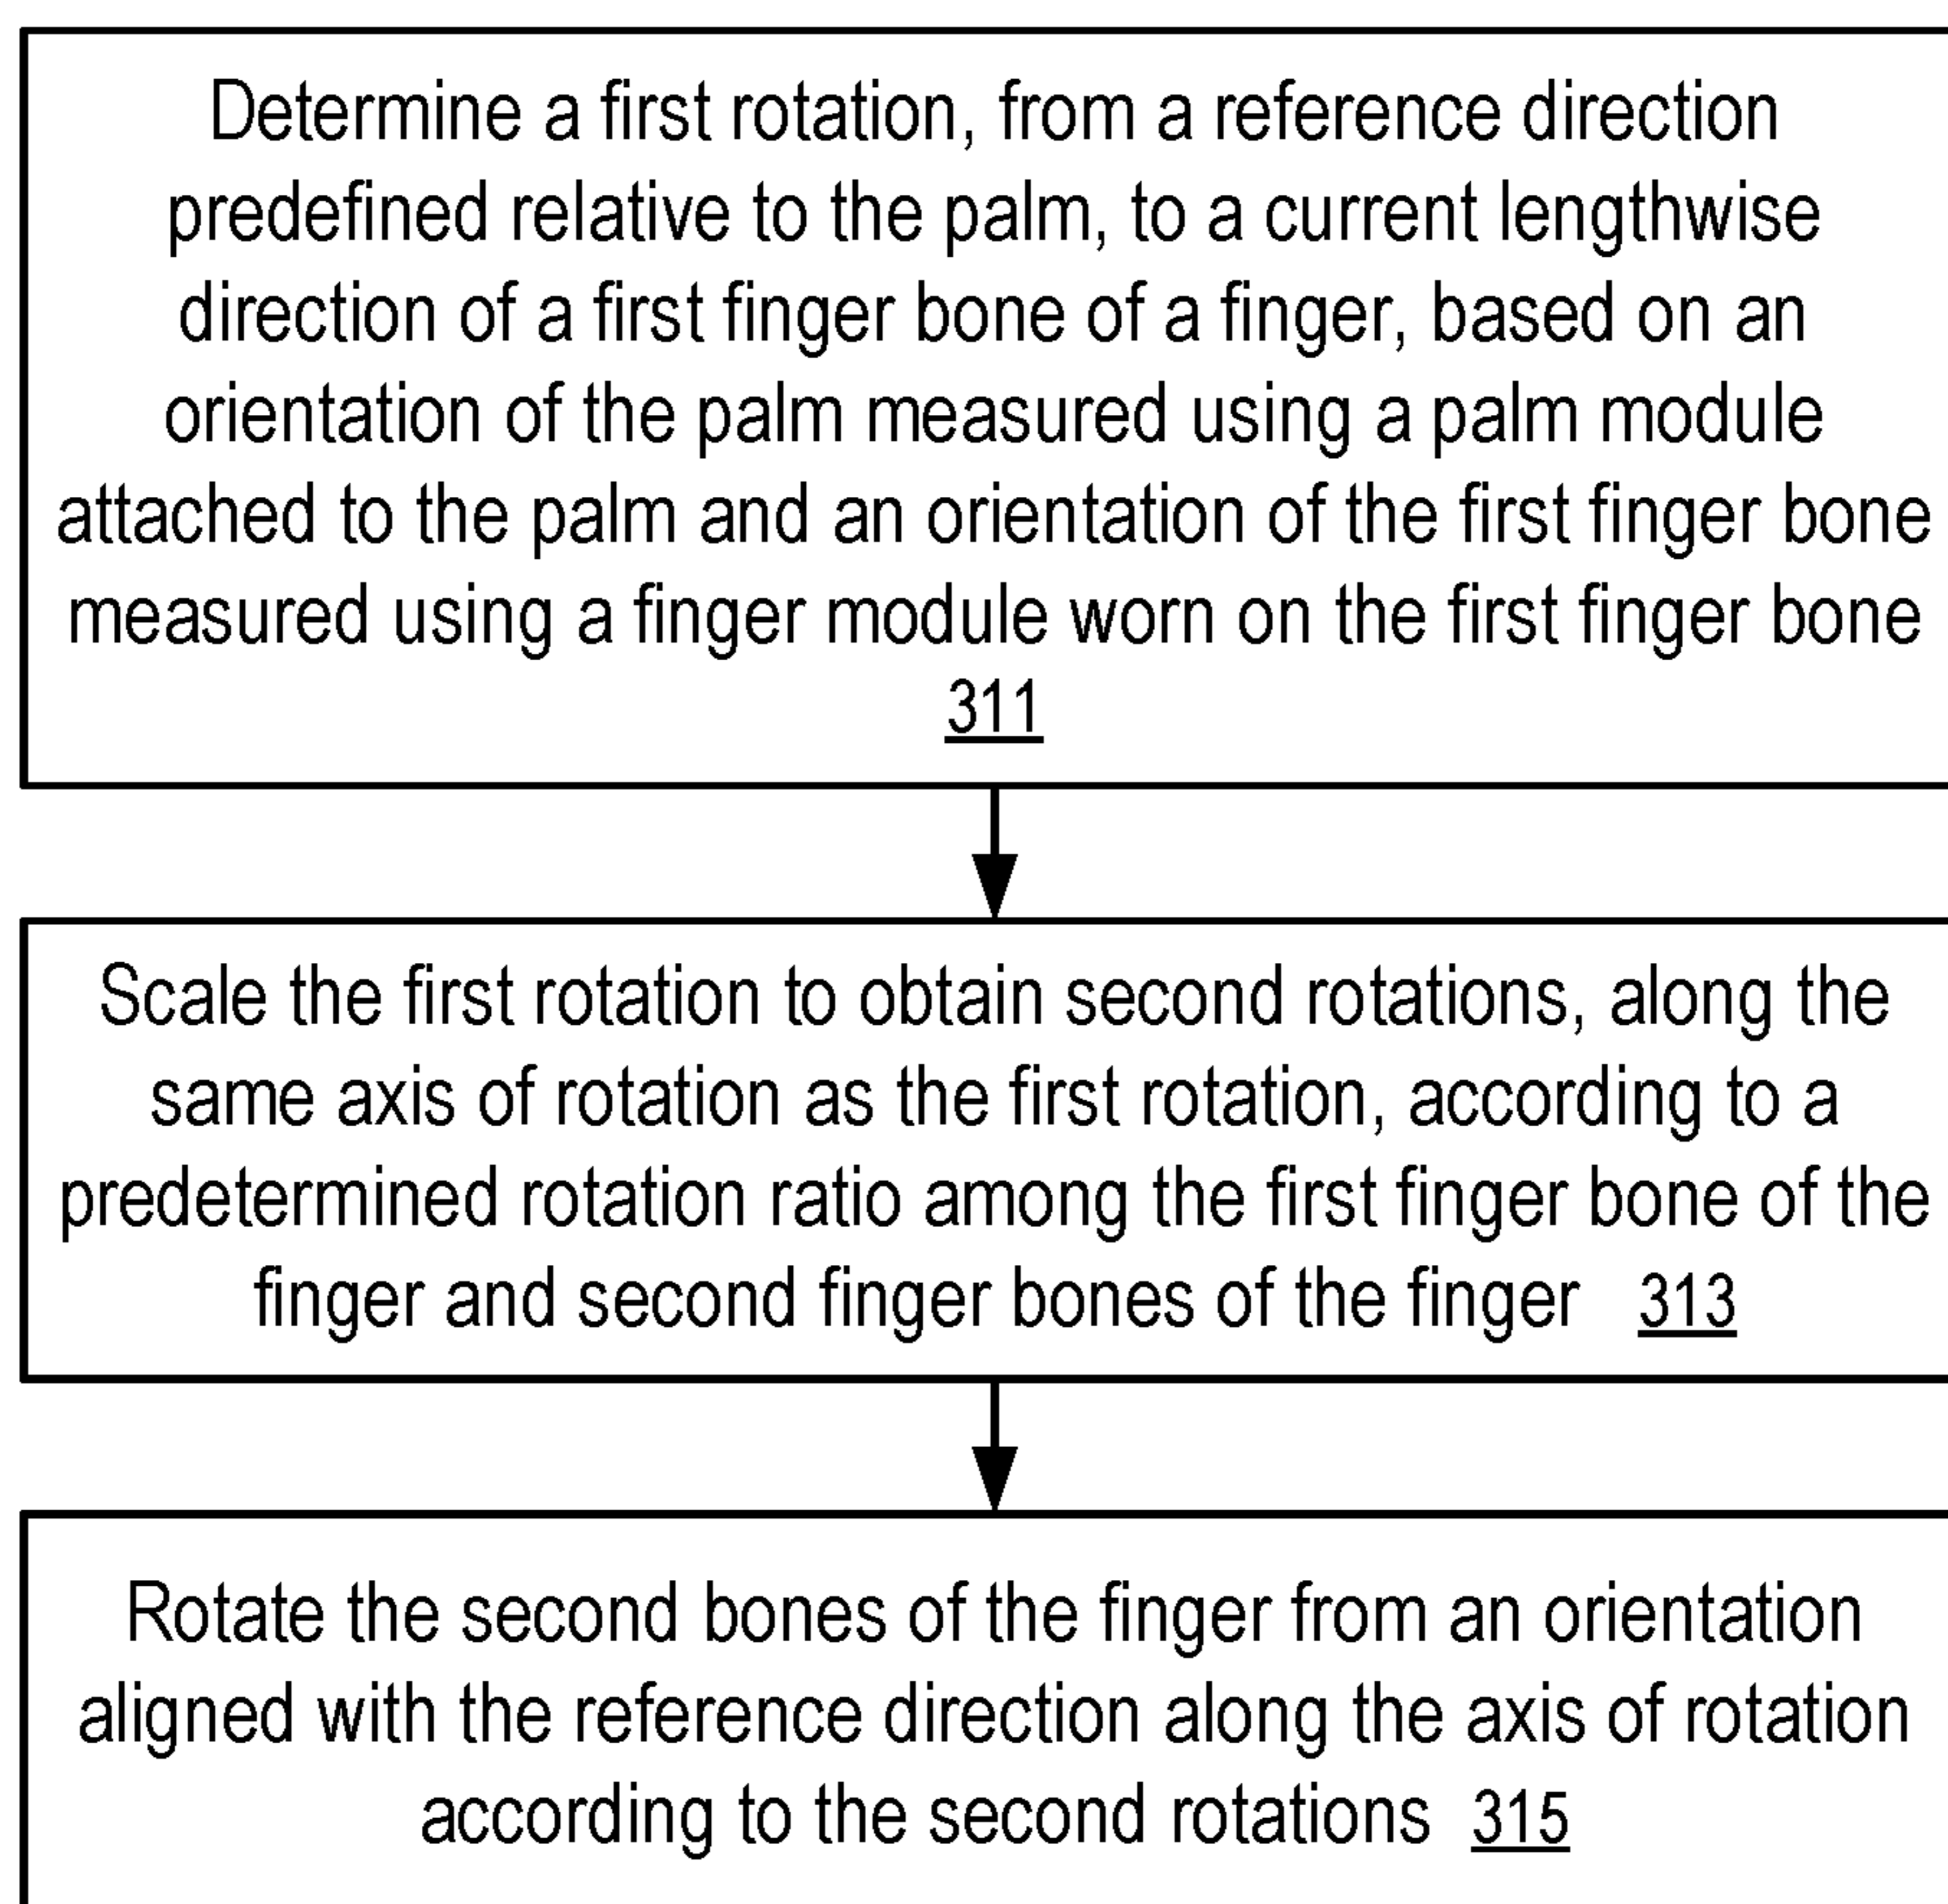 Determine a first rotation, from a reference direction
predefined relative to the palm, to a current lengthwise
direction of a first finger bone of a finger, based on an
orientation of the palm measured using a palm module
attached to the palm and an orientation of the first finger bone
measured using a finger module worn on the first finger bone
311
Scale the first rotation to obtain second rotations, along the
same axis of rotation as the first rotation, according to a
predetermined rotation ratio among the first finger bone of the
finger and second finger bones of the finger 313
Rotate the second bones of the finger from an orientation
aligned with the reference direction along the axis of rotation
according to the second rotations 315